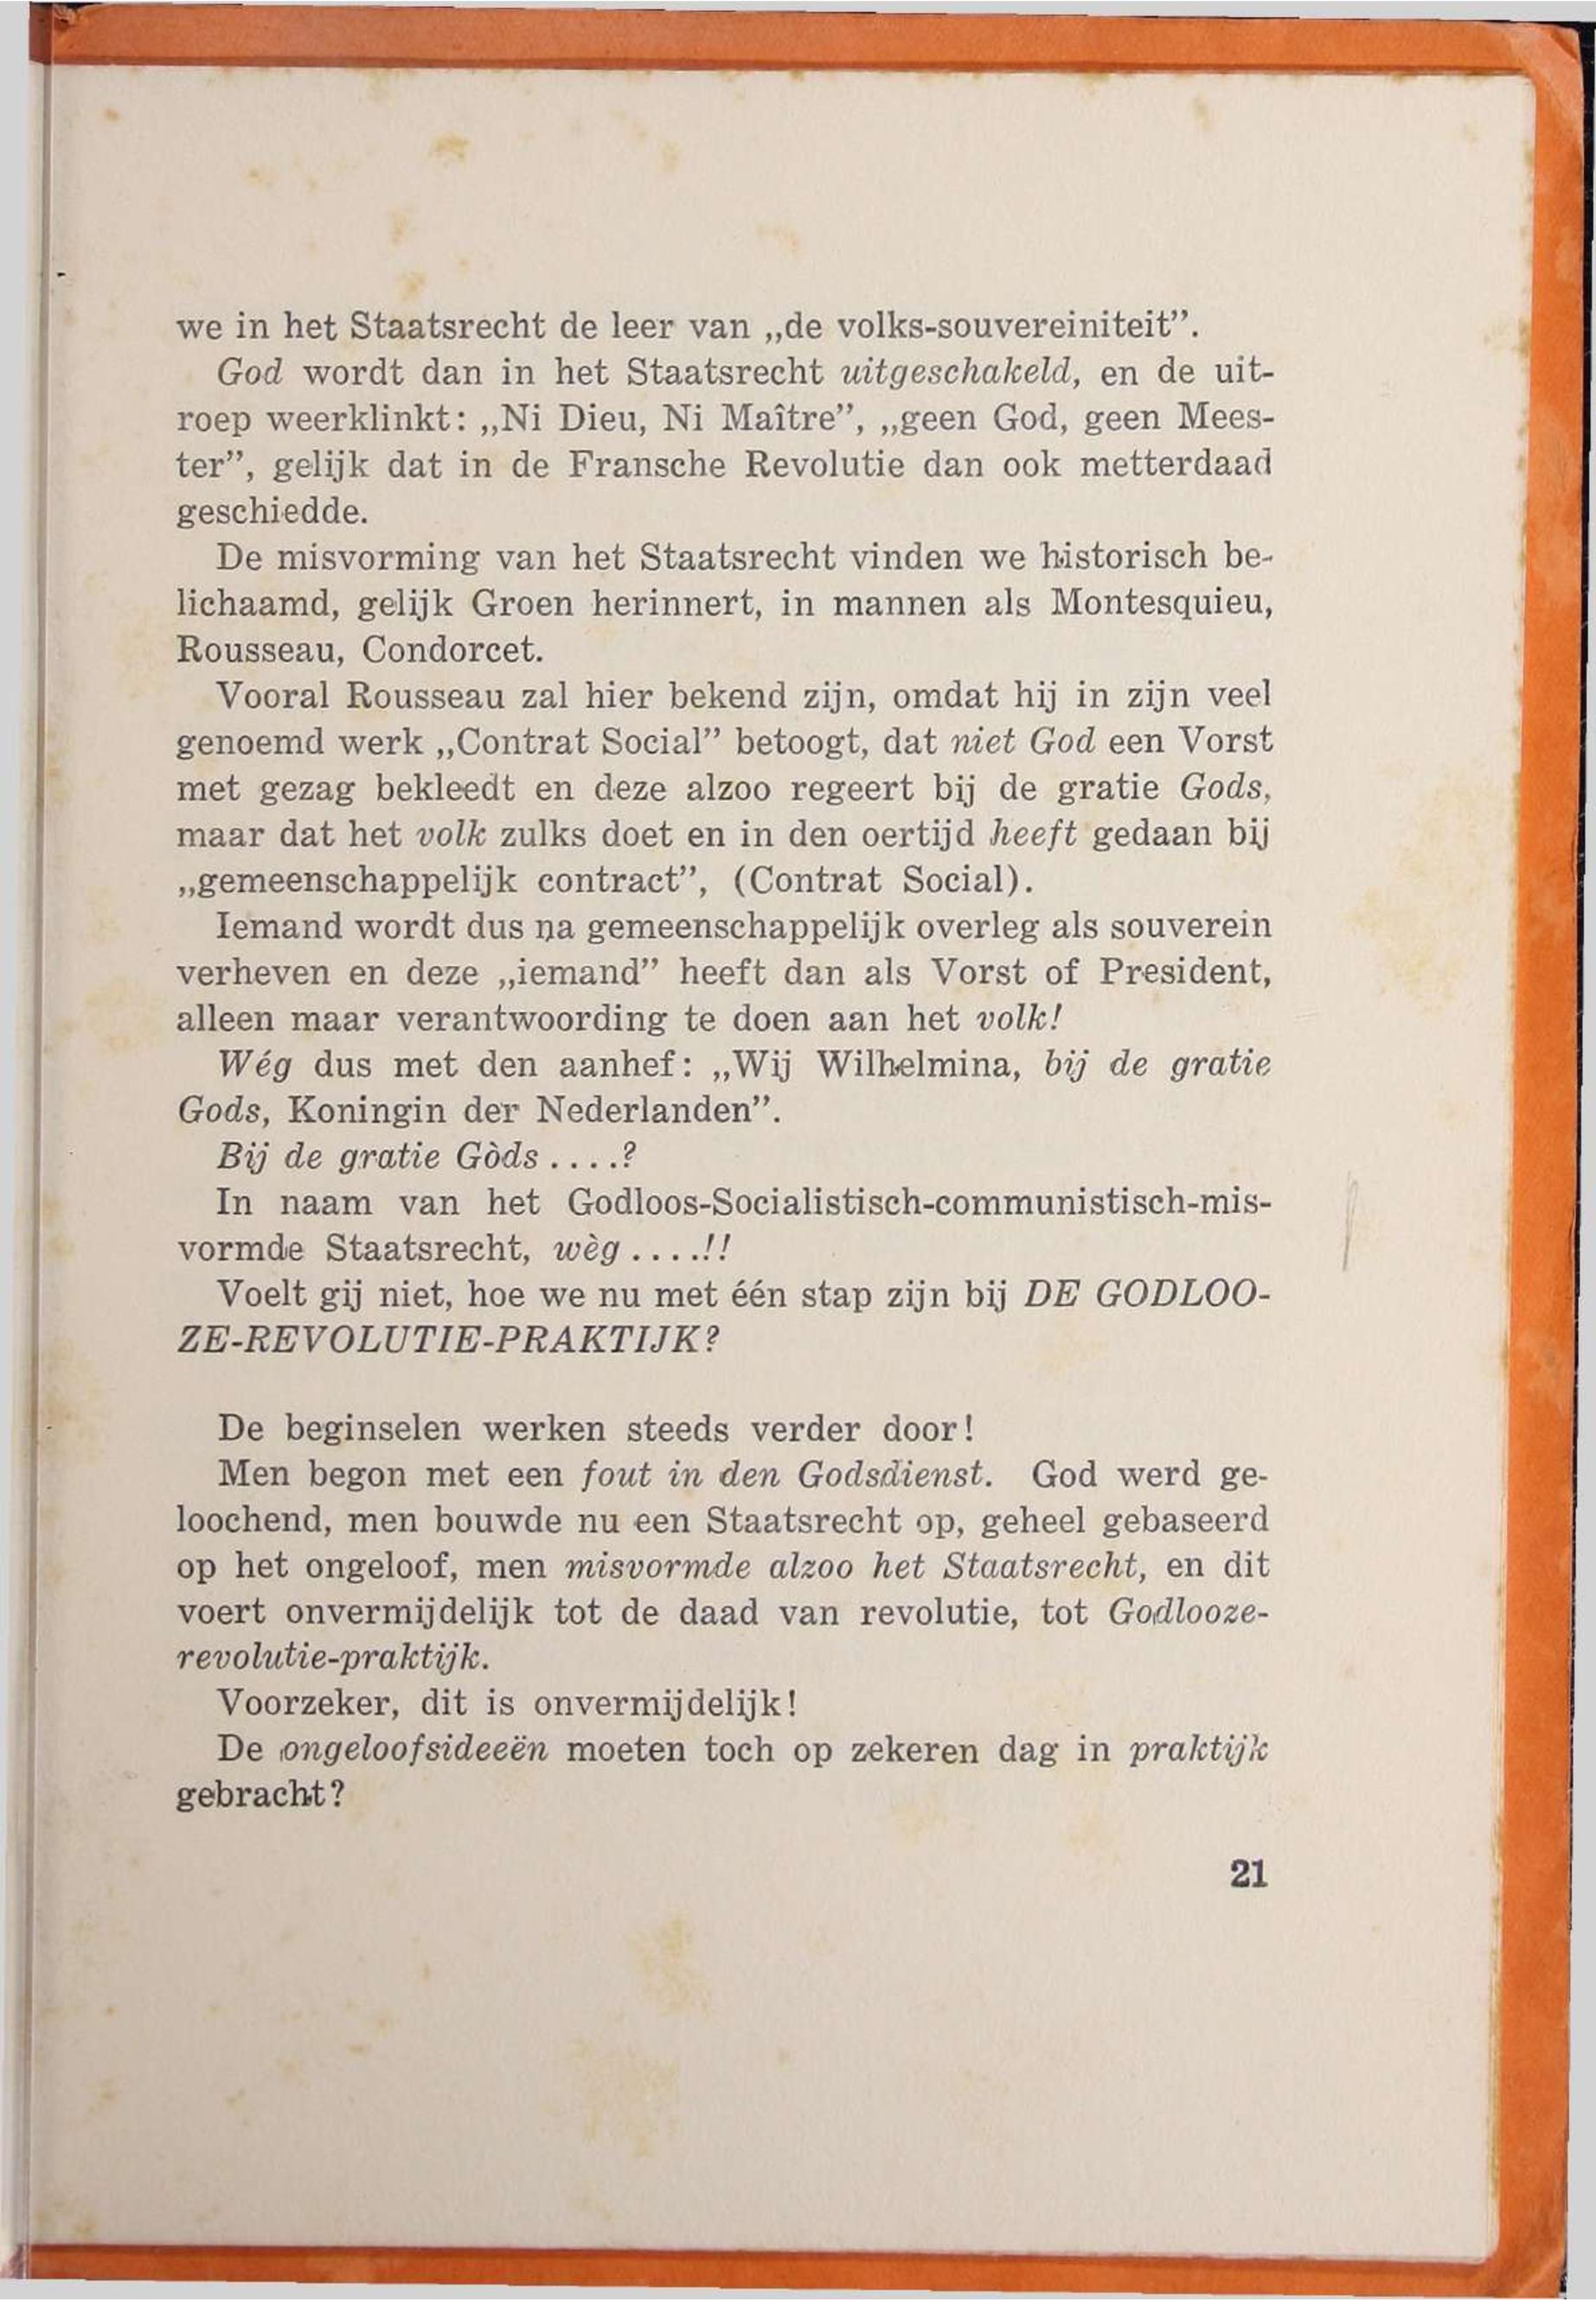 we in het Staatsrecht de leer van „de volks-souvereiniteit”.
God wordt dan in het Staatsrecht uitgeschakeld, en de uit-
roep weerklinkt: „Ni Dieu, Ni Maître”, „geen God, geen Mees-
ter”, gelijk dat in de Fransche Revolutie dan ook metterdaad
geschiedde.
De misvorming van het Staatsrecht vinden we historisch be-
lichaamd, gelijk Groen herinnert, in mannen als Montesquieu,
Rousseau, Condorcet.
Vooral Rousseau zal hier bekend zijn, omdat hij in zijn veel
genoemd werk „Contrat Social” betoogt, dat niet God een Vorst
met gezag bekleedt en deze alzoo regeert bij de gratie Gods,
maar dat het volk zulks doet en in den oertijd heeft gedaan bij
„gemeenschappelijk contract”, (Contrat Social).
Iemand wordt dus na gemeenschappelijk overleg als souverein
verheven en deze „iemand” heeft dan als Vorst of President,
alleen maar verantwoording te doen aan het volk!
Wég dus met den aanhef: „Wij Wilhelmina, bij de gratie
Gods, Koningin der Nederlanden”.
Bij de gratie Gòds ....?
In naam van het Godloos-Socialistisch-communistisch-mis-
vormde Staatsrecht, wèg ....!!
Voelt gij niet, hoe we nu met één stap zijn bij DE GODLOO-
ZE-REVOLUTIE-PRAKTIJK?
De beginselen werken steeds verder door!
Men begon met een fout in den Godsdienst. God werd ge-
loochend, men bouwde nu een Staatsrecht op, geheel gebaseerd
op het ongeloof, men misvormde alzoo het Staatsrecht, en dit
voert onvermijdelijk tot de daad van revolutie, tot Godlooze-
revolutie-praktijk.
Voorzeker, dit is onvermijdelijk!
De ongeloofsideeën moeten toch op zekeren dag in praktijk
gebracht?
21